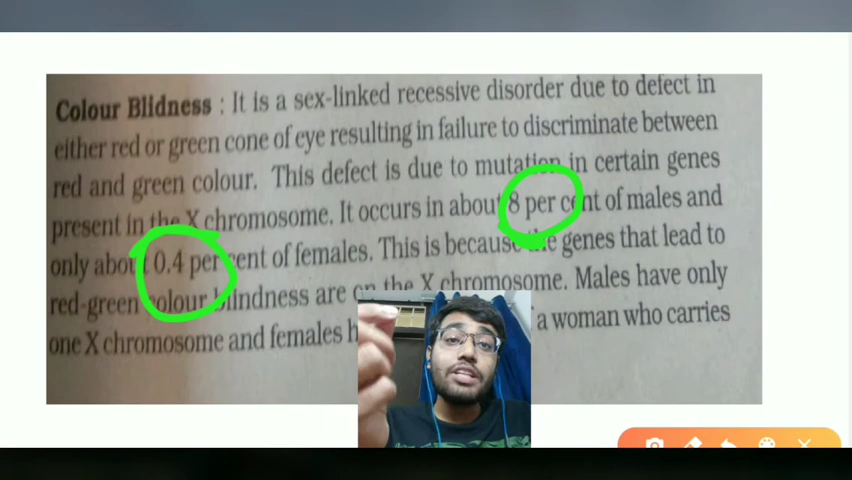 Colour Blidness : It is a sex-linked recessive disorder due to defect in
either red or green cone of eye resulting in failure to discriminate between
red and green colour. This defect is due to mutation in certain genes
present in the X chromosome. It occurs in about 8 per cent of males and
only about 0.4 per cent of females. This is because the genes that lead to
red-green colour blindness are on the X chromosome. Males have only
one X chromosome and females a woman who carries